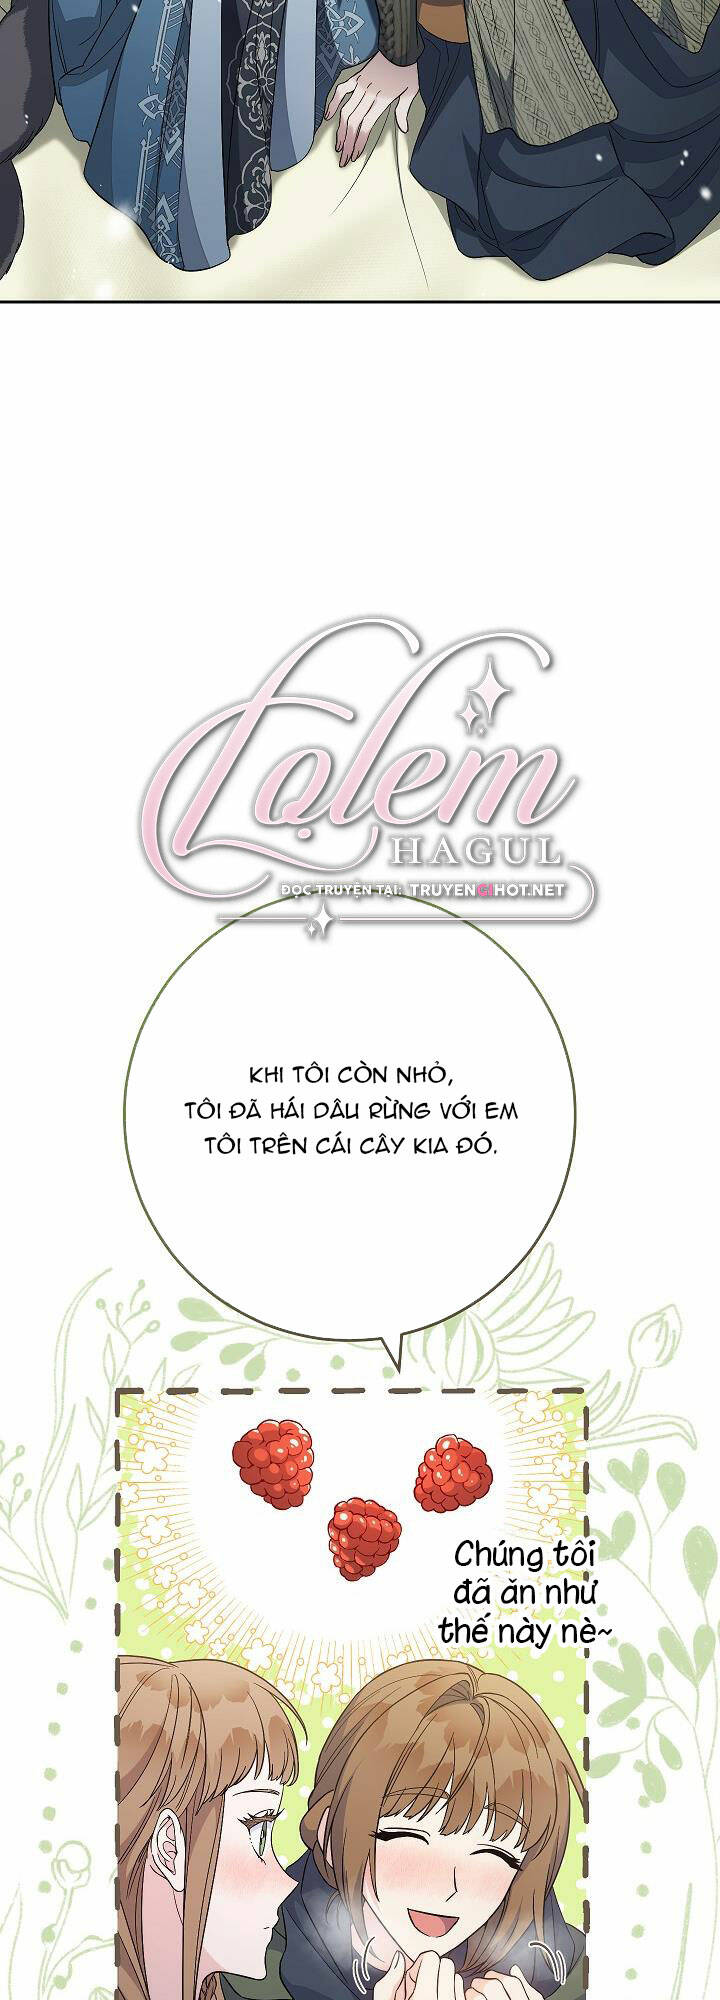 Lọlem
HAGUL
ĐỌC TRUYỆN TẠI: TRUYENGIHOT.NET
KHI TÔI CÒN NHỎ,
TÔI ĐÃ HÁI DÂU RỪNG VỚI EM
TÔI TRÊN CÁI CÂY KIA ĐÓ.
Chúng tôi
đã ăn như
thế này nè~